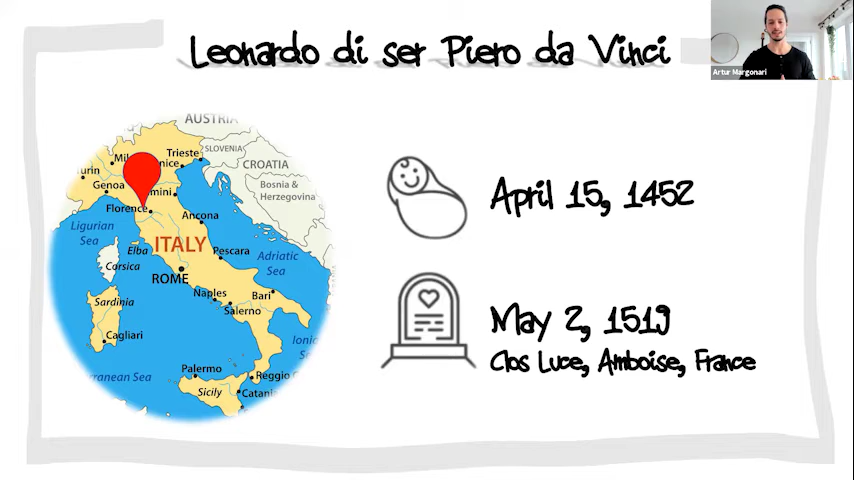 Leonardo di ser Piero da Vinci
Artur Margonari
AUSTRIA
SLOVENIA
Trieste
CROATIA
Genoa
Bosnia &
Herzegovina
Florence
Ancona
Ligurian
Sea
ITALY
Elba
Pescara
Adriatic
Sea
Corsica
ROME
Naples
Bari
Sardinia
Salerno
Cagliari
Palermo
Reggio
Sicily
April 15, 1452
May 2, 1519
Clos Luce, Amboise, France